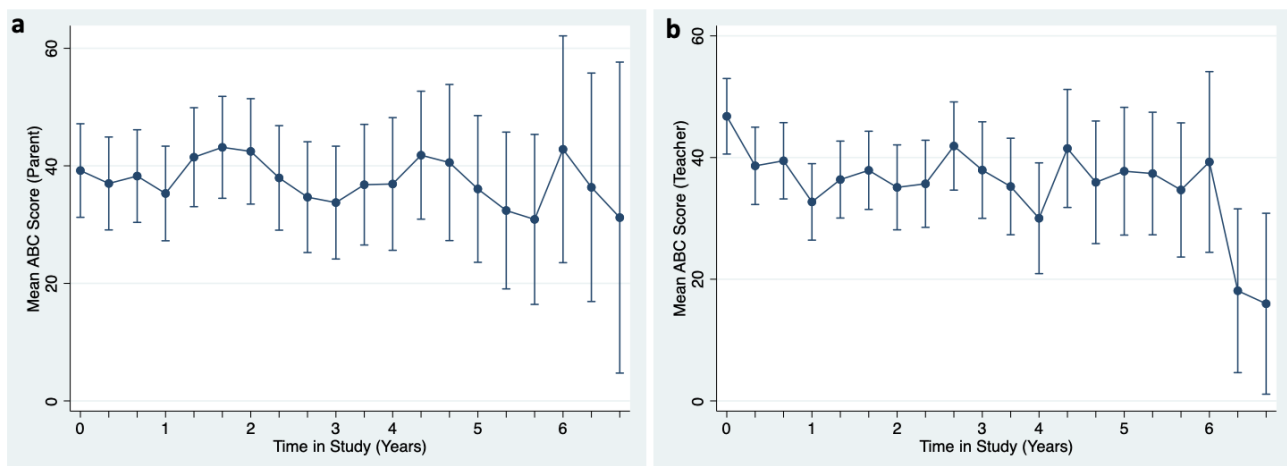 a
Mean ABC Score (Parent)
60
40
20
0
0 1 2 3 4 5 6
Time in Study (Years)
b
Mean ABC Score (Teacher)
60
40
20
0
0 1 2 3 4 5 6
Time in Study (Years)